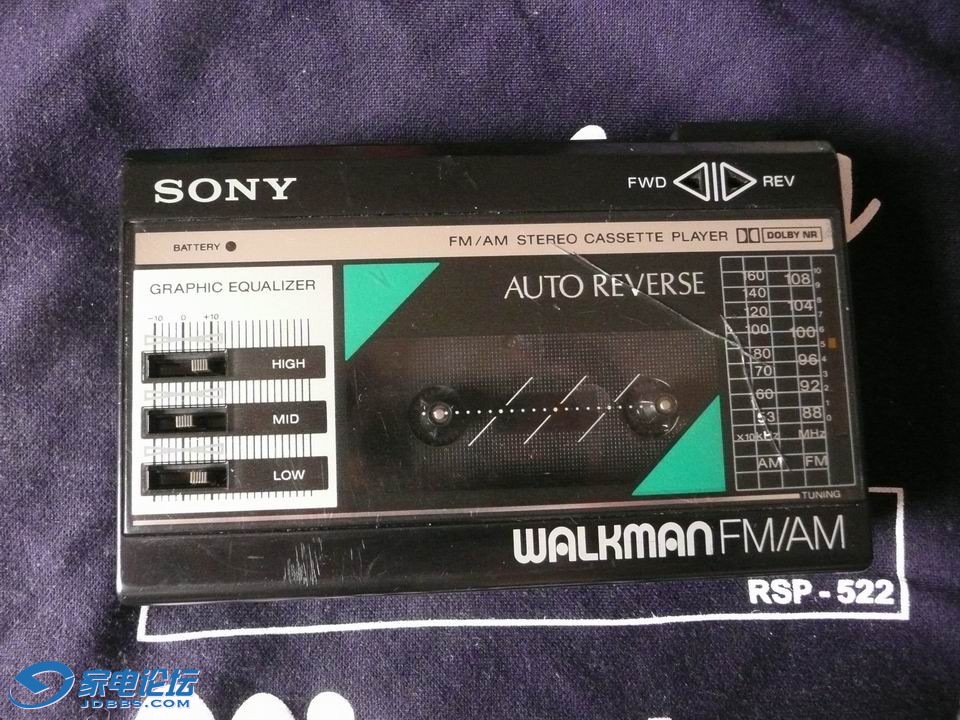 SONY
FWD REV
BATTERY
FM/AM STEREO CASSETTE PLAYER DOLBY NR
GRAPHIC EQUALIZER
-10 0 +10
HIGH
MID
LOW
AUTO REVERSE
160 108
140
120 104
100 100
80 96
70
60 92
53 88
X10kHz MHz
AM FM
TUNING
WALKMAN FM/AM
RSP - 522
家电论坛
JDBBS.COM